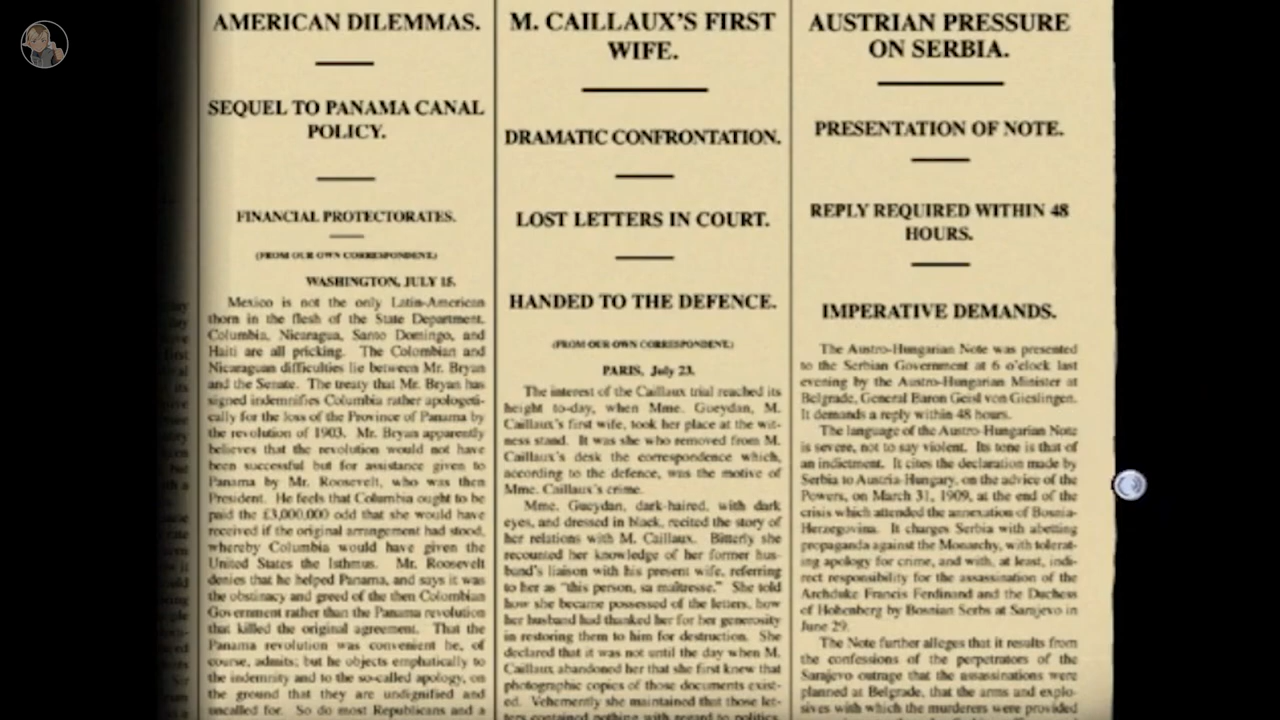 AMERICAN DILEMMAS.
SEQUEL TO PANAMA CANAL
POLICY.
FINANCIAL PROTECTORATES.
(FROM OUR OWN CORRESPONDENT.)
WASHINGTON, JULY 15.
Mexico is not the only Latin-American
thorn in the flesh of the State Department.
Columbia, Nicaragua, Santo Domingo, and
Haiti are all pricking. The Colombian and
Nicaraguan difficulties lie between Mr. Bryan
and the Senate. The treaty that Mr. Bryan has
signed indemnifies Columbia rather apologeti-
cally for the loss of the Province of Panama by
the revolution of 1903. Mr. Bryan apparently
believes that the revolution would not have
been successful but for assistance given to
Panama by Mr. Roosevelt, who was then
President. He feels that Columbia ought to be
paid the £3,000,000 odd that she would have
received if the original arrangement had stood,
whereby Columbia would have given the
United States the Isthmus. Mr. Roosevelt
denies that he helped Panama, and says it was
the obstinacy and greed of the then Colombian
Government rather than the Panama revolution
that killed the original agreement. That the
Panama revolution was convenient he, of
course, admits; but he objects emphatically to
the indemnity and to the so-called apology, on
the ground that they are undignified and
uncalled for. So do most Republicans and a
M. CAILLAUX'S FIRST
WIFE.
DRAMATIC CONFRONTATION.
LOST LETTERS IN COURT.
HANDED TO THE DEFENCE.
(FROM OUR OWN CORRESPONDENT.)
PARIS, July 23.
The interest of the Caillaux trial reached its
height to-day, when Mme. Gueydan, M.
Caillaux's first wife, took her place at the wit-
ness stand. It was she who removed from M.
Caillaux's desk the correspondence which,
according to the defence, was the motive of
Mme. Caillaux's crime.
Mme. Gueydan, dark-haired, with dark
eyes, and dressed in black, recited the story of
her relations with M. Caillaux. Bitterly she
recounted her knowledge of her former hus-
band's liaison with his present wife, referring
to her as "this person, sa maîtresse." She told
how she became possessed of the letters, how
her husband had thanked her for her generosity
in restoring them to him for destruction. She
declared that it was not until the day when M.
Caillaux abandoned her that she first knew that
photographic copies of those documents exist-
ed. Vehemently she maintained that those let-
ters contained nothing with regard to politics.
AUSTRIAN PRESSURE
ON SERBIA.
PRESENTATION OF NOTE.
REPLY REQUIRED WITHIN 48
HOURS.
IMPERATIVE DEMANDS.
The Austro-Hungarian Note was presented
to the Serbian Government at 6 o'clock last
evening by the Austro-Hungarian Minister at
Belgrade, General Baron Geisl von Gieslingen.
It demands a reply within 48 hours.
The language of the Austro-Hungarian Note
is severe, not to say violent. Its tone is that of
an indictment. It cites the declaration made by
Serbia to Austria-Hungary, on the advice of the
Powers, on March 31, 1909, at the end of the
crisis which attended the annexation of Bosnia-
Herzegovina. It charges Serbia with abetting
propaganda against the Monarchy, with tolerat-
ing apology for crime, and with, at least, indi-
rect responsibility for the assassination of the
Archduke Francis Ferdinand and the Duchess
of Hohenberg by Bosnian Serbs at Sarajevo in
June 29.
The Note further alleges that it results from
the confessions of the perpetrators of the
Sarajevo outrage that the assassinations were
planned at Belgrade, that the arms and explo-
sives with which the murderers were provided